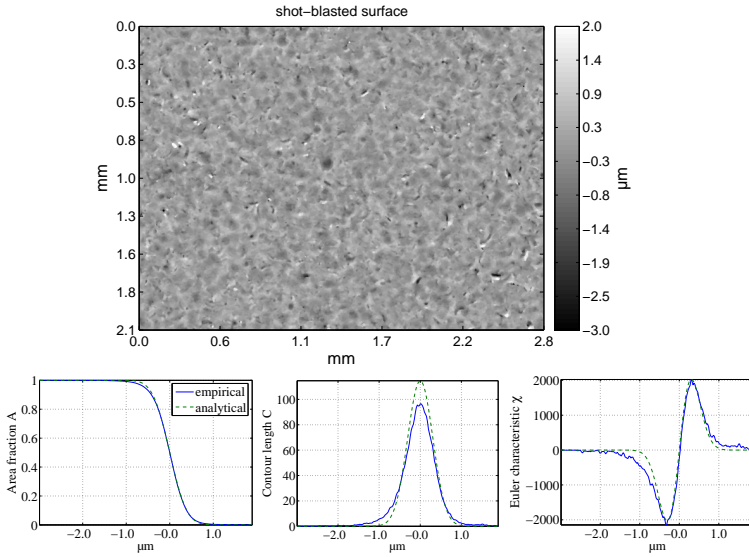 shot−blasted surface
0.0
0.3
0.5
0.8
1.0
1.3
1.6
1.8
2.1
mm
0.0 0.6 1.1 1.7 2.2 2.8
mm
2.0
1.4
0.9
0.3
−0.3
−0.8
−1.4
−1.9
−2.5
−3.0
μm
1
0.8
0.6
0.4
0.2
0
Area fraction A
empirical
analytical
−2.0 −1.0 −0.0 1.0
μm
100
80
60
40
20
0
Contour length C
−2.0 −1.0 −0.0 1.0
μm
2000
1000
0
−1000
−2000
Euler characteristic χ
−2.0 −1.0 −0.0 1.0
μm